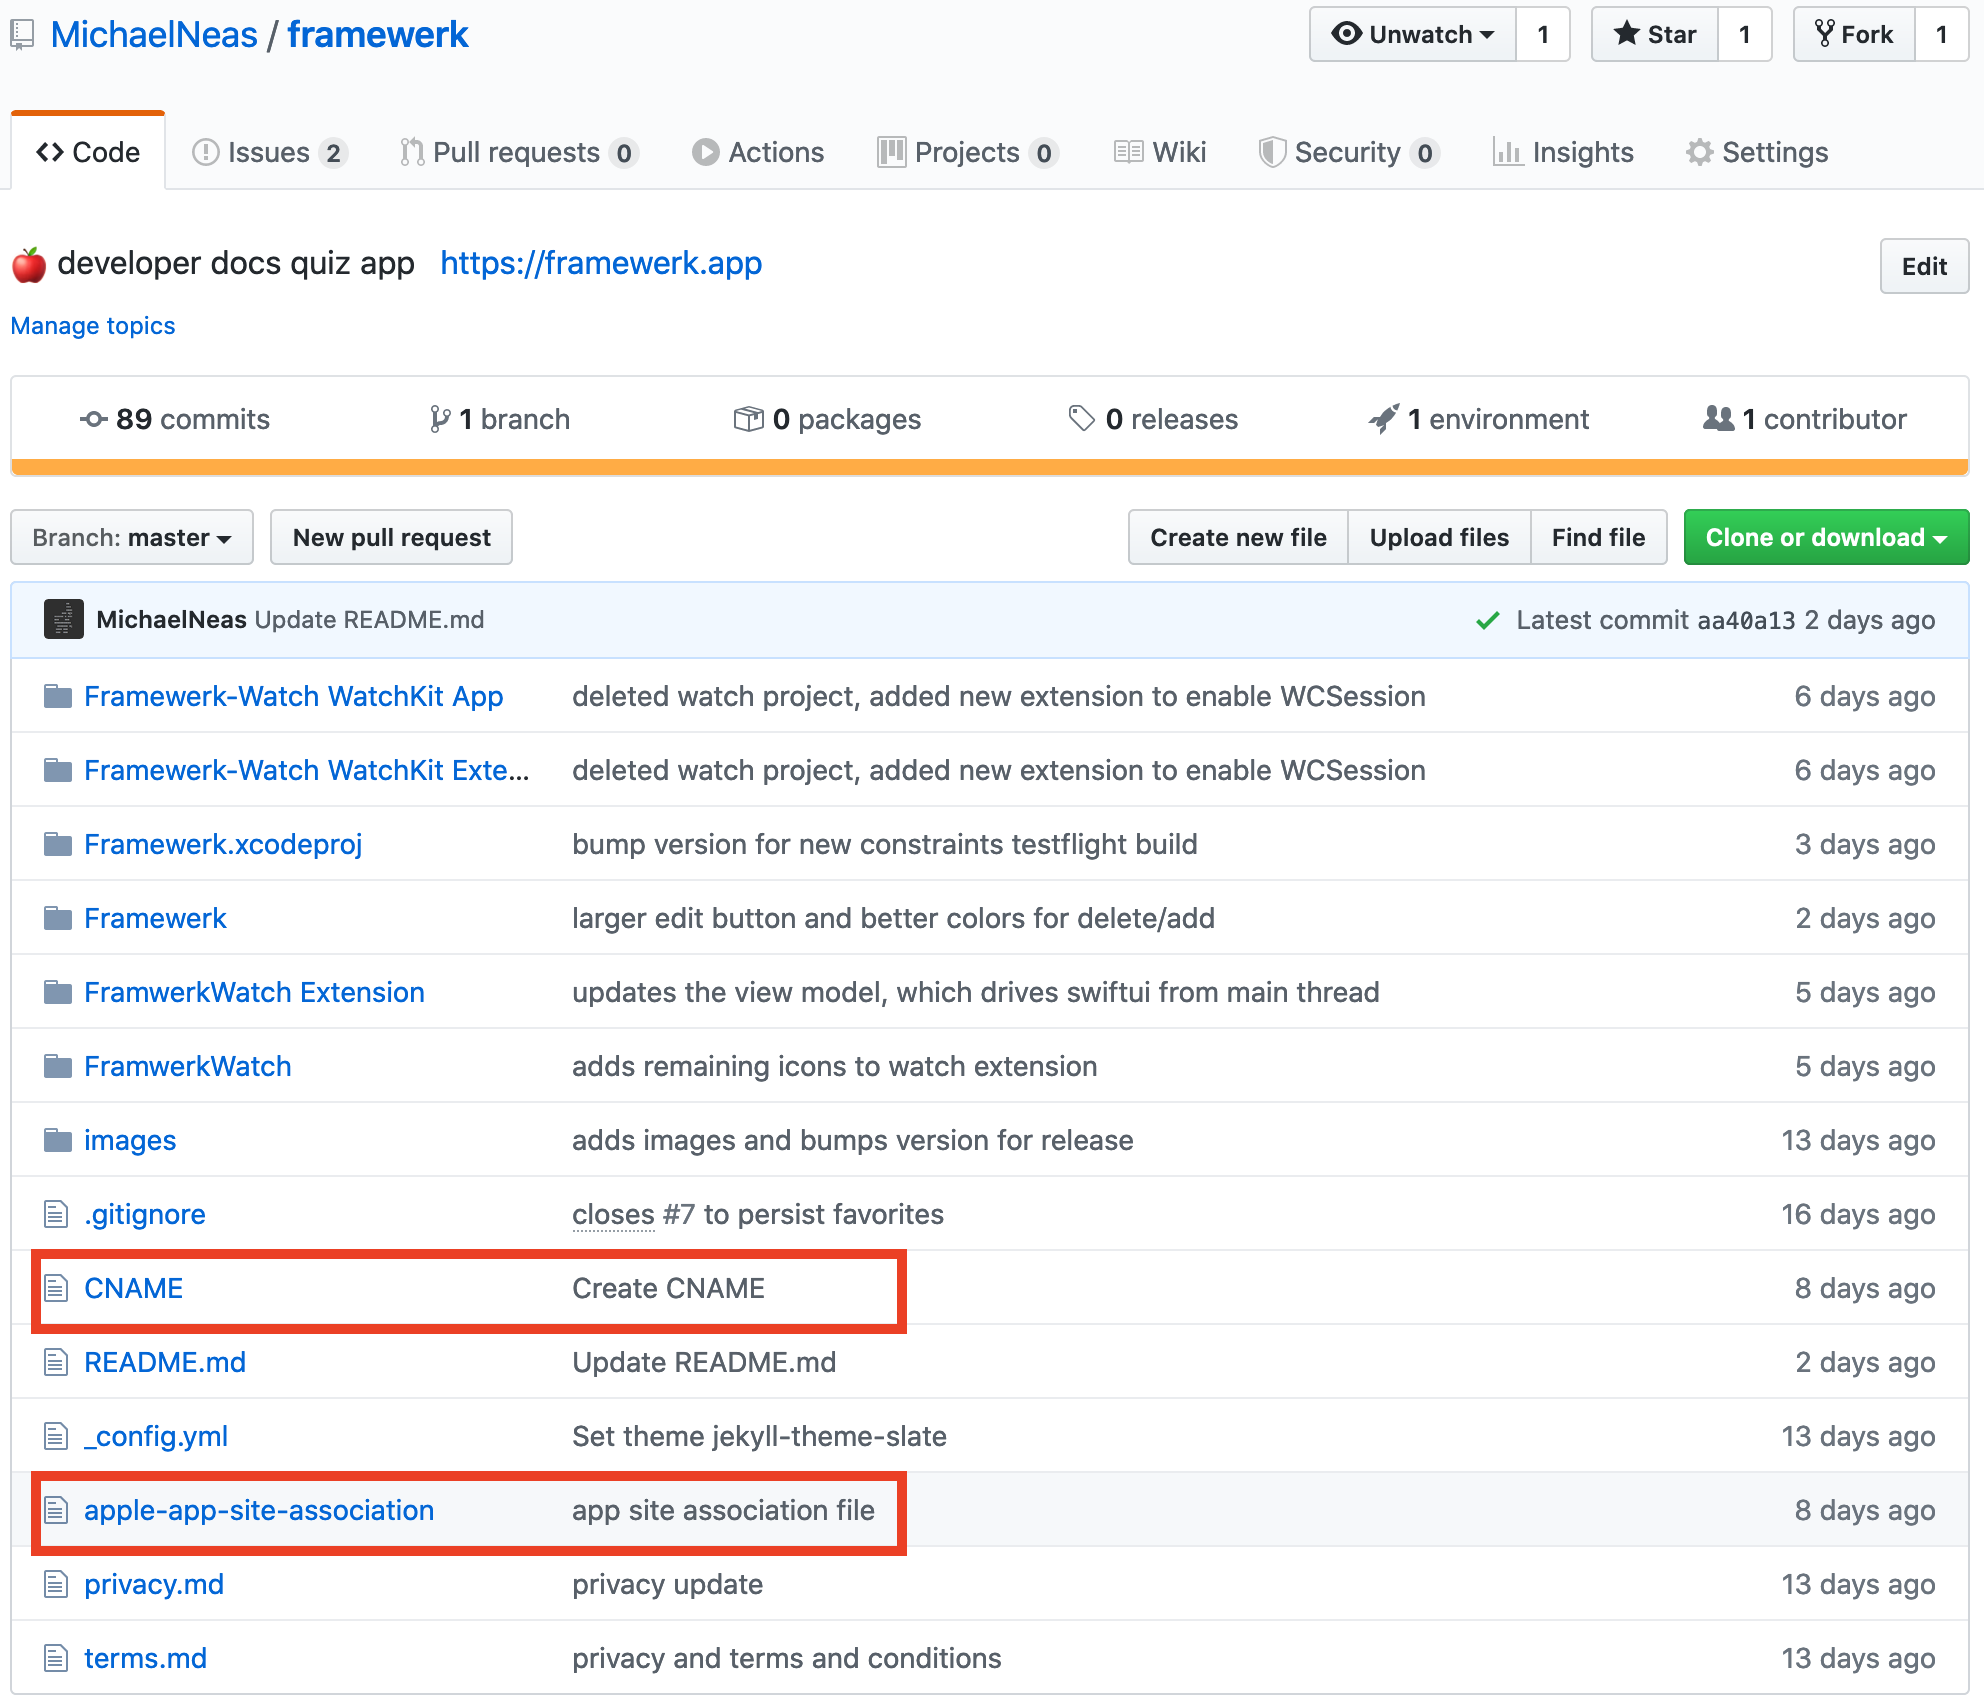 MichaelNeas / framewerk
Unwatch 1 Star 1 Fork 1
Code Issues 2 Pull requests 0 Actions Projects 0 Wiki Security 0 Insights Settings
developer docs quiz app https://framewerk.app
Edit
Manage topics
89 commits 1 branch 0 packages 0 releases 1 environment 1 contributor
Branch: master New pull request Create new file Upload files Find file Clone or download
MichaelNeas Update README.md Latest commit aa40a13 2 days ago
Framewerk-Watch WatchKit App deleted watch project, added new extension to enable WCSession 6 days ago
Framewerk-Watch WatchKit Exte... deleted watch project, added new extension to enable WCSession 6 days ago
Framewerk.xcodeproj bump version for new constraints testflight build 3 days ago
Framewerk larger edit button and better colors for delete/add 2 days ago
FramwerkWatch Extension updates the view model, which drives swiftui from main thread 5 days ago
FramwerkWatch adds remaining icons to watch extension 5 days ago
images adds images and bumps version for release 13 days ago
.gitignore closes #7 to persist favorites 16 days ago
CNAME Create CNAME 8 days ago
README.md Update README.md 2 days ago
_config.yml Set theme jekyll-theme-slate 13 days ago
apple-app-site-association app site association file 8 days ago
privacy.md privacy update 13 days ago
terms.md privacy and terms and conditions 13 days ago